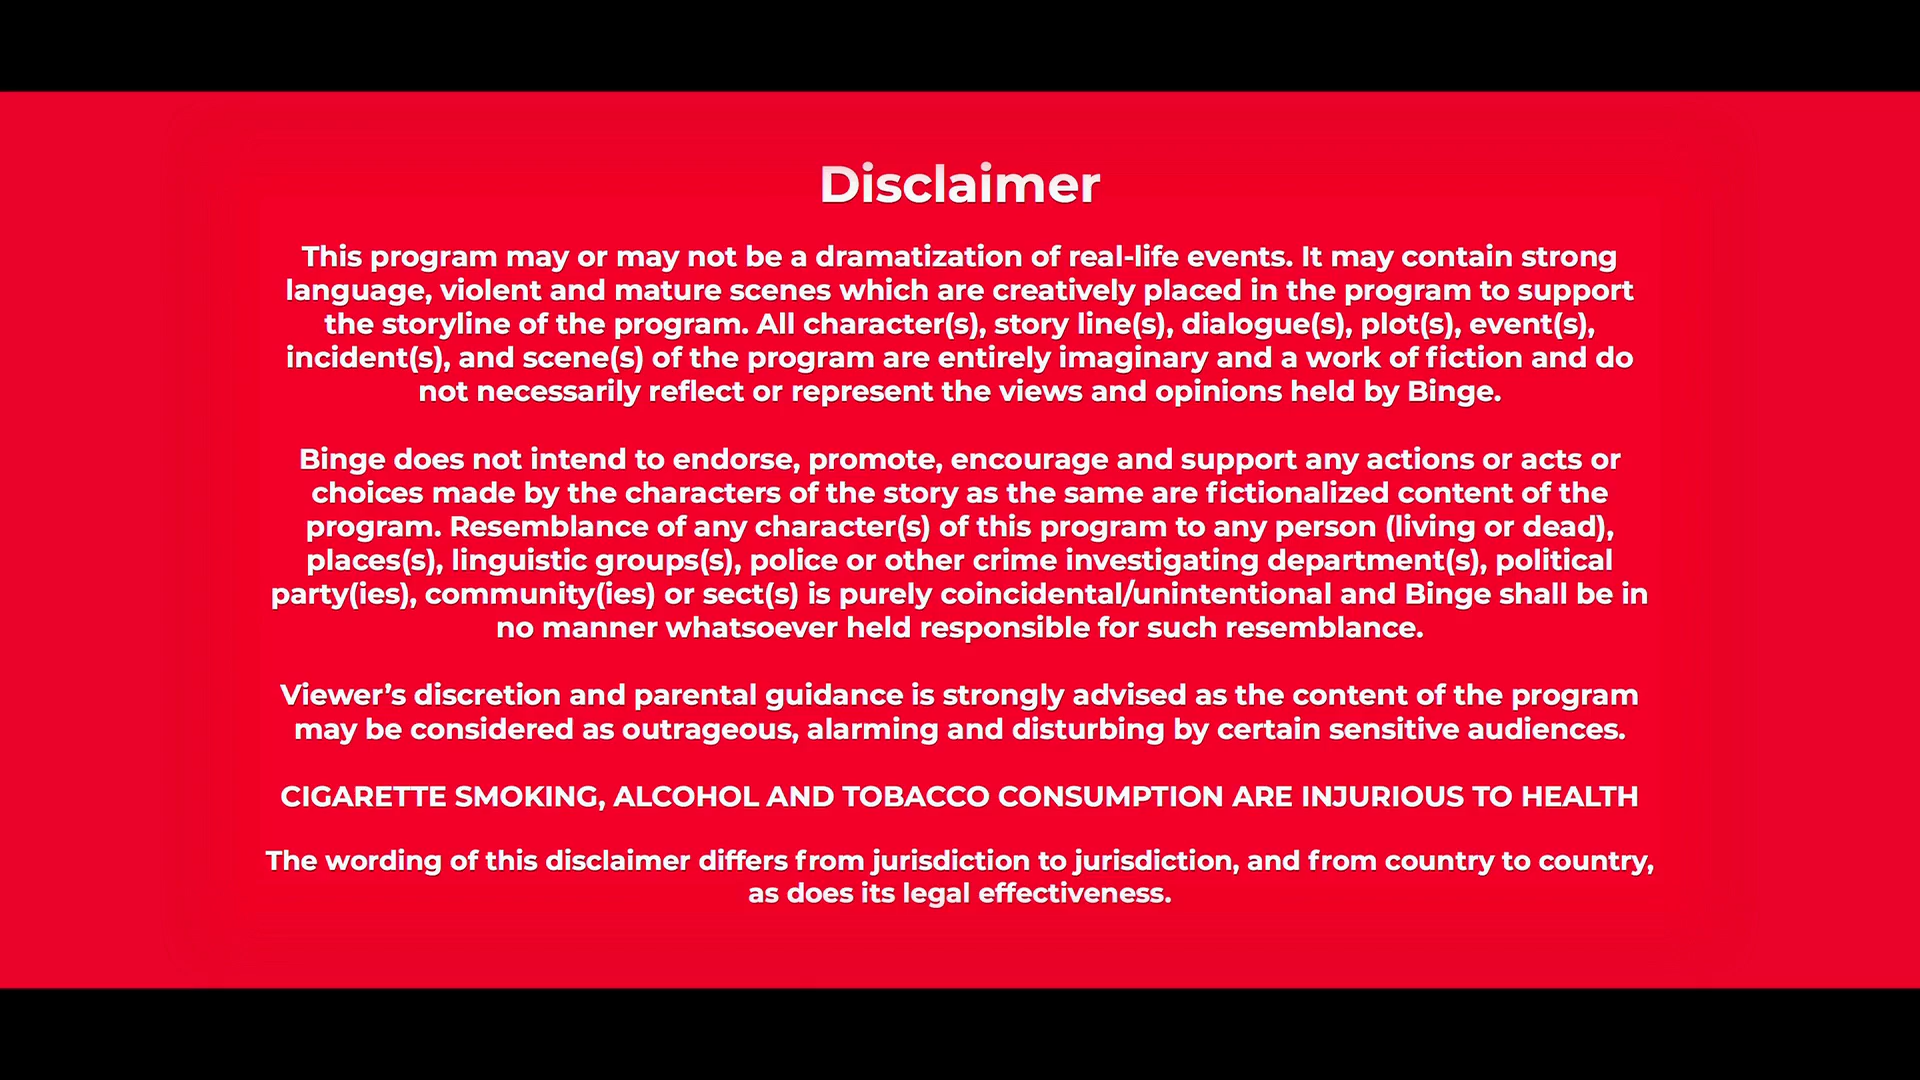 Disclaimer
This program may or may not be a dramatization of real-life events. It may contain strong
language, violent and mature scenes which are creatively placed in the program to support
the storyline of the program. All character(s), story line(s), dialogue(s), plot(s), event(s),
incident(s), and scene(s) of the program are entirely imaginary and a work of fiction and do
not necessarily reflect or represent the views and opinions held by Binge.
Binge does not intend to endorse, promote, encourage and support any actions or acts or
choices made by the characters of the story as the same are fictionalized content of the
program. Resemblance of any character(s) of this program to any person (living or dead),
places(s), linguistic groups(s), police or other crime investigating department(s), political
party(ies), community(ies) or sect(s) is purely coincidental/unintentional and Binge shall be in
no manner whatsoever held responsible for such resemblance.
Viewer’s discretion and parental guidance is strongly advised as the content of the program
may be considered as outrageous, alarming and disturbing by certain sensitive audiences.
CIGARETTE SMOKING, ALCOHOL AND TOBACCO CONSUMPTION ARE INJURIOUS TO HEALTH
The wording of this disclaimer differs from jurisdiction to jurisdiction, and from country to country,
as does its legal effectiveness.